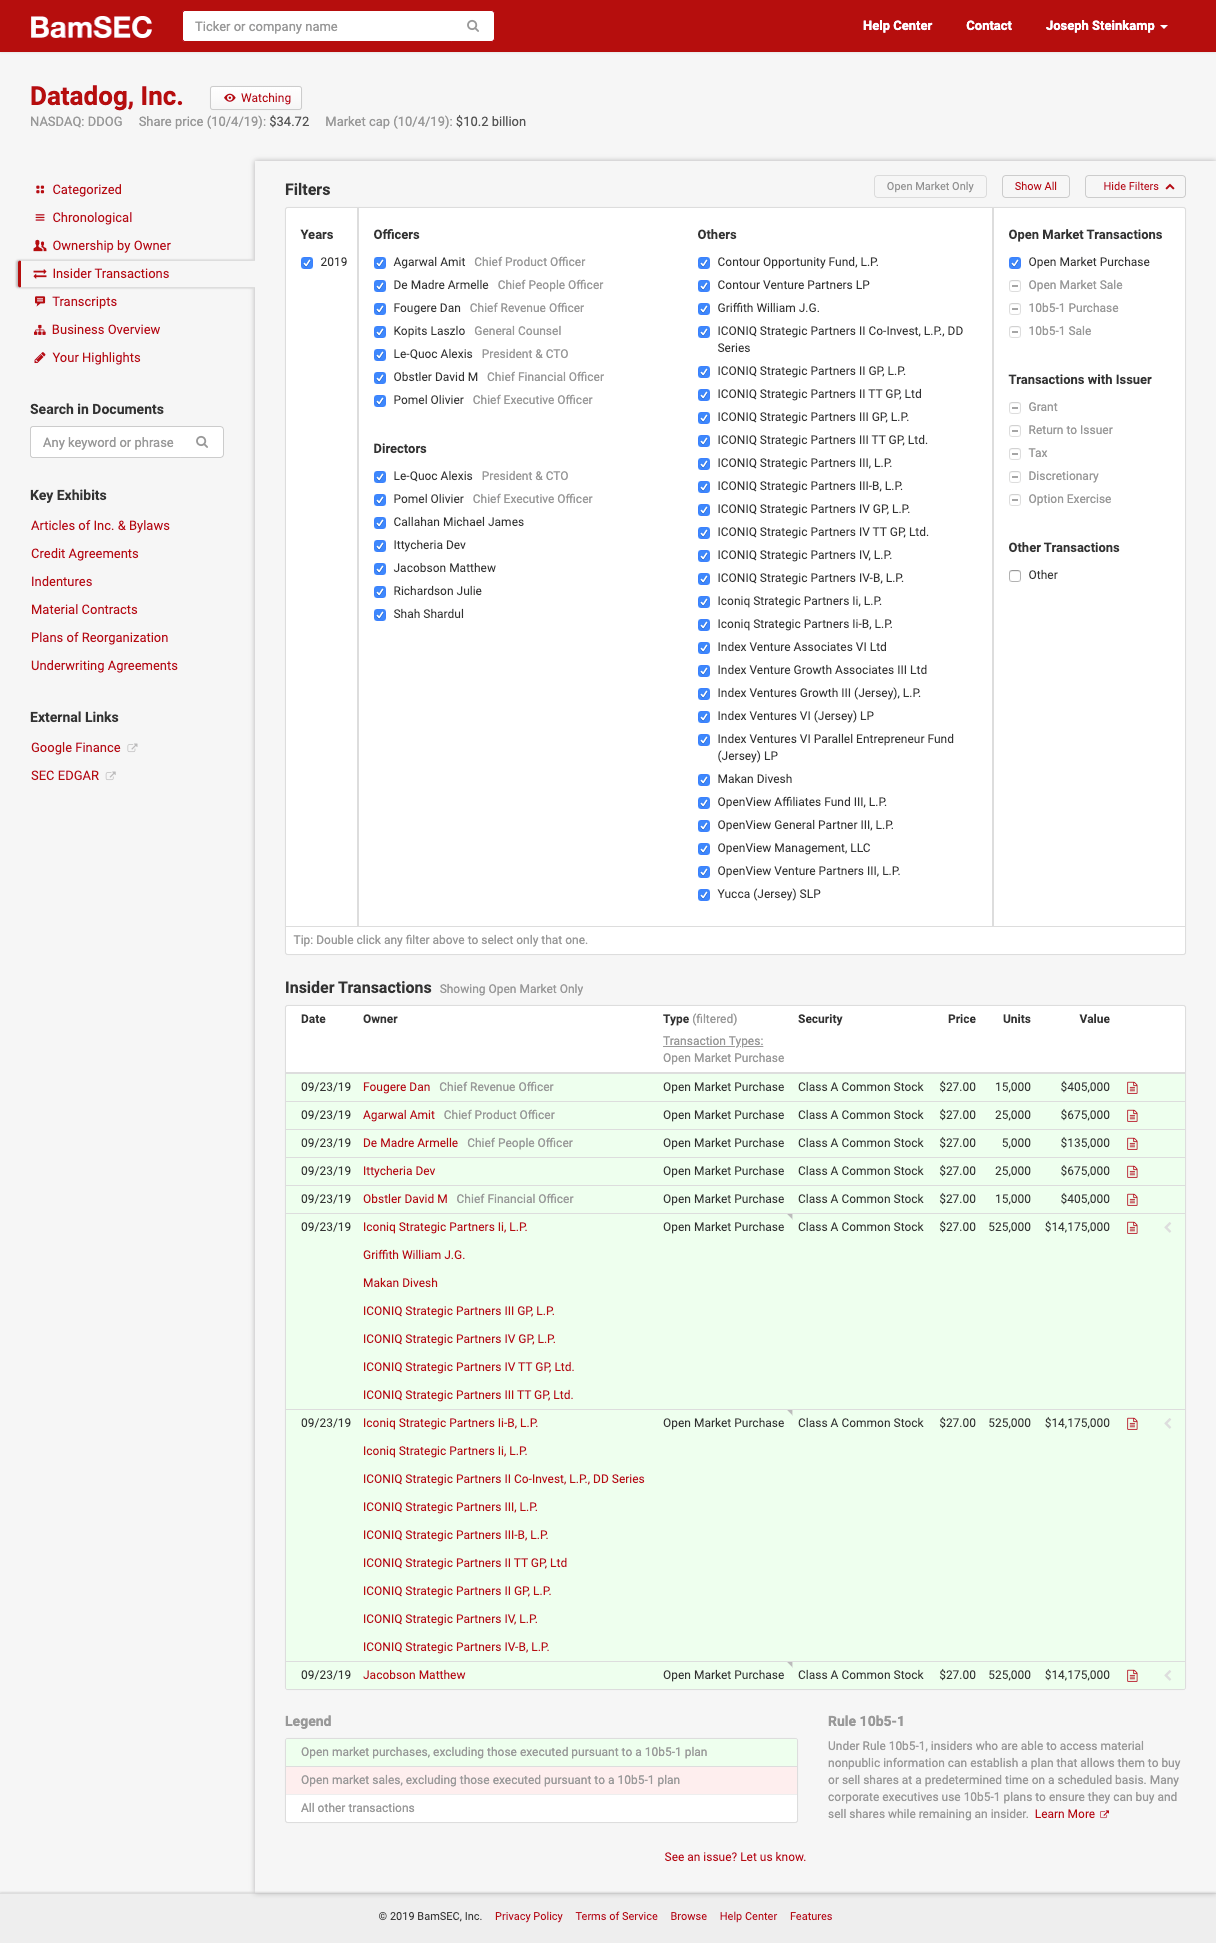 BamSEC
Ticker or company name
Help Center
Contact
Joseph Steinkamp
Datadog, Inc.
Watching
NASDAQ: DDOG Share price (10/4/19): $34.72 Market cap (10/4/19): $10.2 billion
Categorized
Chronological
Ownership by Owner
Insider Transactions
Transcripts
Business Overview
Your Highlights
Search in Documents
Any keyword or phrase
Key Exhibits
Articles of Inc. & Bylaws
Credit Agreements
Indentures
Material Contracts
Plans of Reorganization
Underwriting Agreements
External Links
Google Finance
SEC EDGAR
Filters
Open Market Only
Show All
Hide Filters
Years
2019
Officers
Agarwal Amit Chief Product Officer
De Madre Armelle Chief People Officer
Fougere Dan Chief Revenue Officer
Kopits Laszlo General Counsel
Le-Quoc Alexis President & CTO
Obstler David M Chief Financial Officer
Pomel Olivier Chief Executive Officer
Directors
Le-Quoc Alexis President & CTO
Pomel Olivier Chief Executive Officer
Callahan Michael James
Ittycheria Dev
Jacobson Matthew
Richardson Julie
Shah Shardul
Others
Contour Opportunity Fund, L.P.
Contour Venture Partners LP
Griffith William J.G.
ICONIQ Strategic Partners II Co-Invest, L.P., DD
Series
ICONIQ Strategic Partners II GP, L.P.
ICONIQ Strategic Partners II TT GP, Ltd
ICONIQ Strategic Partners III GP, L.P.
ICONIQ Strategic Partners III TT GP, Ltd.
ICONIQ Strategic Partners III, L.P.
ICONIQ Strategic Partners III-B, L.P.
ICONIQ Strategic Partners IV GP, L.P.
ICONIQ Strategic Partners IV TT GP, Ltd.
ICONIQ Strategic Partners IV, L.P.
ICONIQ Strategic Partners IV-B, L.P.
Iconiq Strategic Partners Ii, L.P.
Iconiq Strategic Partners Ii-B, L.P.
Index Venture Associates VI Ltd
Index Venture Growth Associates III Ltd
Index Ventures Growth III (Jersey), L.P.
Index Ventures VI (Jersey) LP
Index Ventures VI Parallel Entrepreneur Fund
(Jersey) LP
Makan Divesh
OpenView Affiliates Fund III, L.P.
OpenView General Partner III, L.P.
OpenView Management, LLC
OpenView Venture Partners III, L.P.
Yucca (Jersey) SLP
Open Market Transactions
Open Market Purchase
Open Market Sale
10b5-1 Purchase
10b5-1 Sale
Transactions with Issuer
Grant
Return to Issuer
Tax
Discretionary
Option Exercise
Other Transactions
Other
Tip: Double click any filter above to select only that one.
Insider Transactions Showing Open Market Only
Date Owner Type (filtered) Security Price Units Value
Transaction Types:
Open Market Purchase
09/23/19 Fougere Dan Chief Revenue Officer Open Market Purchase Class A Common Stock $27.00 15,000 $405,000
09/23/19 Agarwal Amit Chief Product Officer Open Market Purchase Class A Common Stock $27.00 25,000 $675,000
09/23/19 De Madre Armelle Chief People Officer Open Market Purchase Class A Common Stock $27.00 5,000 $135,000
09/23/19 Ittycheria Dev Open Market Purchase Class A Common Stock $27.00 25,000 $675,000
09/23/19 Obstler David M Chief Financial Officer Open Market Purchase Class A Common Stock $27.00 15,000 $405,000
09/23/19 Iconiq Strategic Partners Ii, L.P. Open Market Purchase Class A Common Stock $27.00 525,000 $14,175,000
Griffith William J.G.
Makan Divesh
ICONIQ Strategic Partners III GP, L.P.
ICONIQ Strategic Partners IV GP, L.P.
ICONIQ Strategic Partners IV TT GP, Ltd.
ICONIQ Strategic Partners III TT GP, Ltd.
09/23/19 Iconiq Strategic Partners Ii-B, L.P. Open Market Purchase Class A Common Stock $27.00 525,000 $14,175,000
Iconiq Strategic Partners Ii, L.P.
ICONIQ Strategic Partners II Co-Invest, L.P., DD Series
ICONIQ Strategic Partners III, L.P.
ICONIQ Strategic Partners III-B, L.P.
ICONIQ Strategic Partners II TT GP, Ltd
ICONIQ Strategic Partners II GP, L.P.
ICONIQ Strategic Partners IV, L.P.
ICONIQ Strategic Partners IV-B, L.P.
09/23/19 Jacobson Matthew Open Market Purchase Class A Common Stock $27.00 525,000 $14,175,000
Legend
Open market purchases, excluding those executed pursuant to a 10b5-1 plan
Open market sales, excluding those executed pursuant to a 10b5-1 plan
All other transactions
Rule 10b5-1
Under Rule 10b5-1, insiders who are able to access material
nonpublic information can establish a plan that allows them to buy
or sell shares at a predetermined time on a scheduled basis. Many
corporate executives use 10b5-1 plans to ensure they can buy and
sell shares while remaining an insider. Learn More
See an issue? Let us know.
© 2019 BamSEC, Inc. Privacy Policy Terms of Service Browse Help Center Features